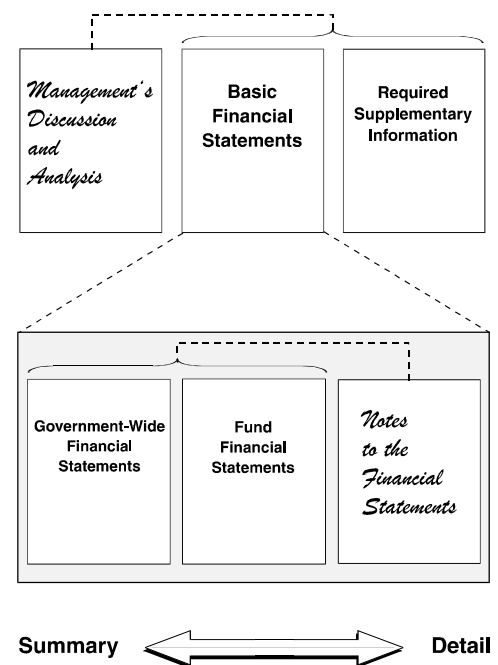 Management's
Discussion
and
Analysis
Basic
Financial
Statements
Required
Supplementary
Information
Government-Wide
Financial
Statements
Fund
Financial
Statements
Notes
to the
Financial
Statements
Summary
Detail